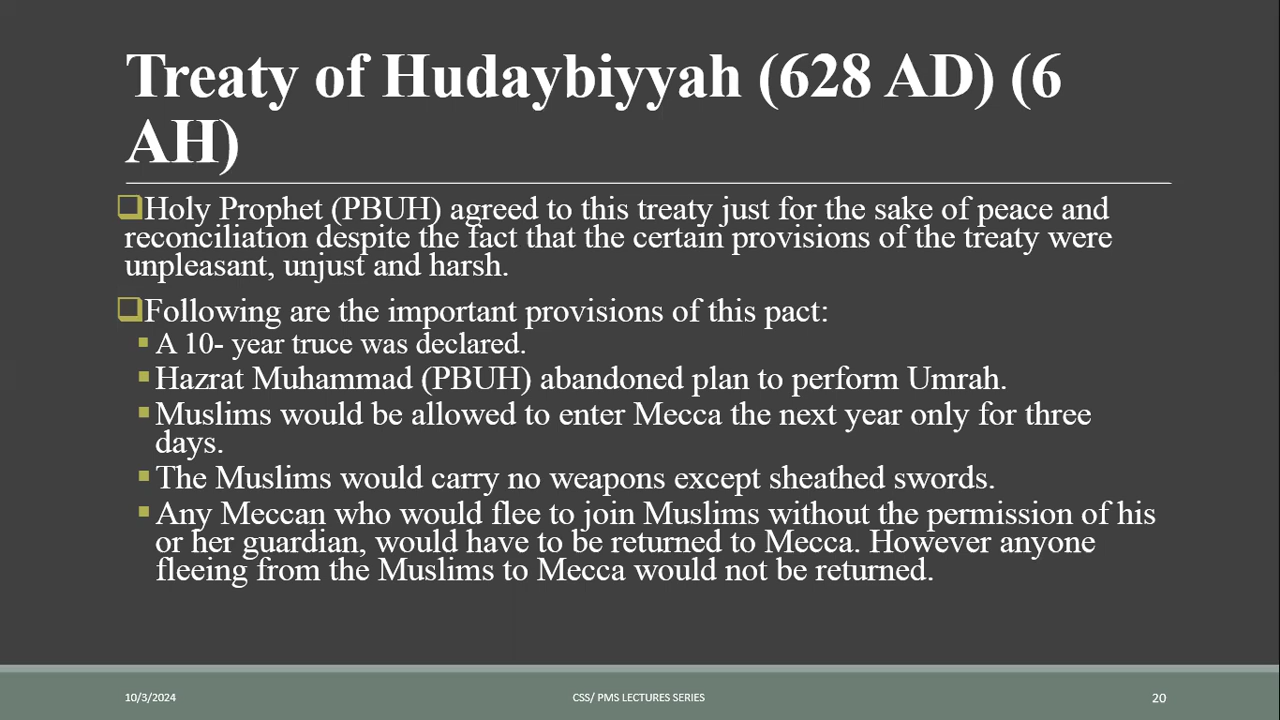 Treaty of Hudaybiyyah (628 AD) (6
AH)
Holy Prophet (PBUH) agreed to this treaty just for the sake of peace and
reconciliation despite the fact that the certain provisions of the treaty were
unpleasant, unjust and harsh.
Following are the important provisions of this pact:
A 10- year truce was declared.
Hazrat Muhammad (PBUH) abandoned plan to perform Umrah.
Muslims would be allowed to enter Mecca the next year only for three
days.
The Muslims would carry no weapons except sheathed swords.
Any Meccan who would flee to join Muslims without the permission of his
or her guardian, would have to be returned to Mecca. However anyone
fleeing from the Muslims to Mecca would not be returned.
10/3/2024
CSS/ PMS LECTURES SERIES
20